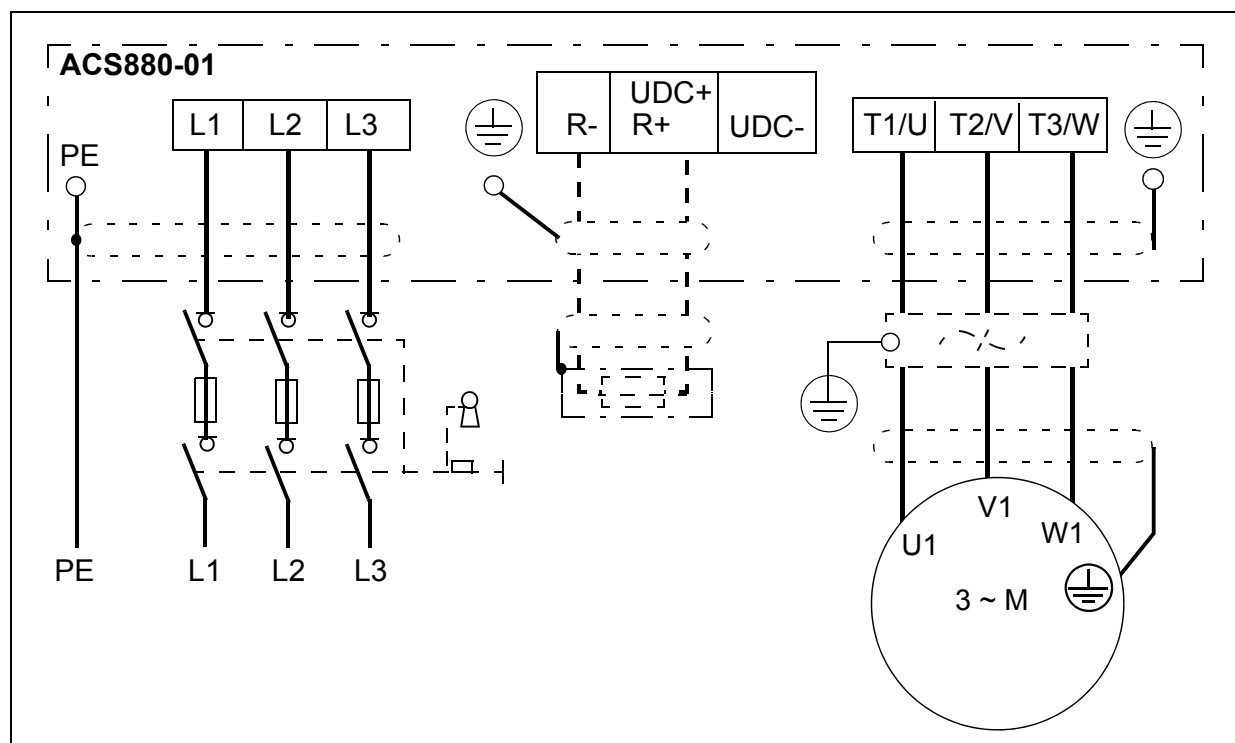 ACS880-01
PE
L1 L2 L3
R- UDC+ R+ UDC-
T1/U T2/V T3/W
PE L1 L2 L3
U1 V1 W1
3 ~ M